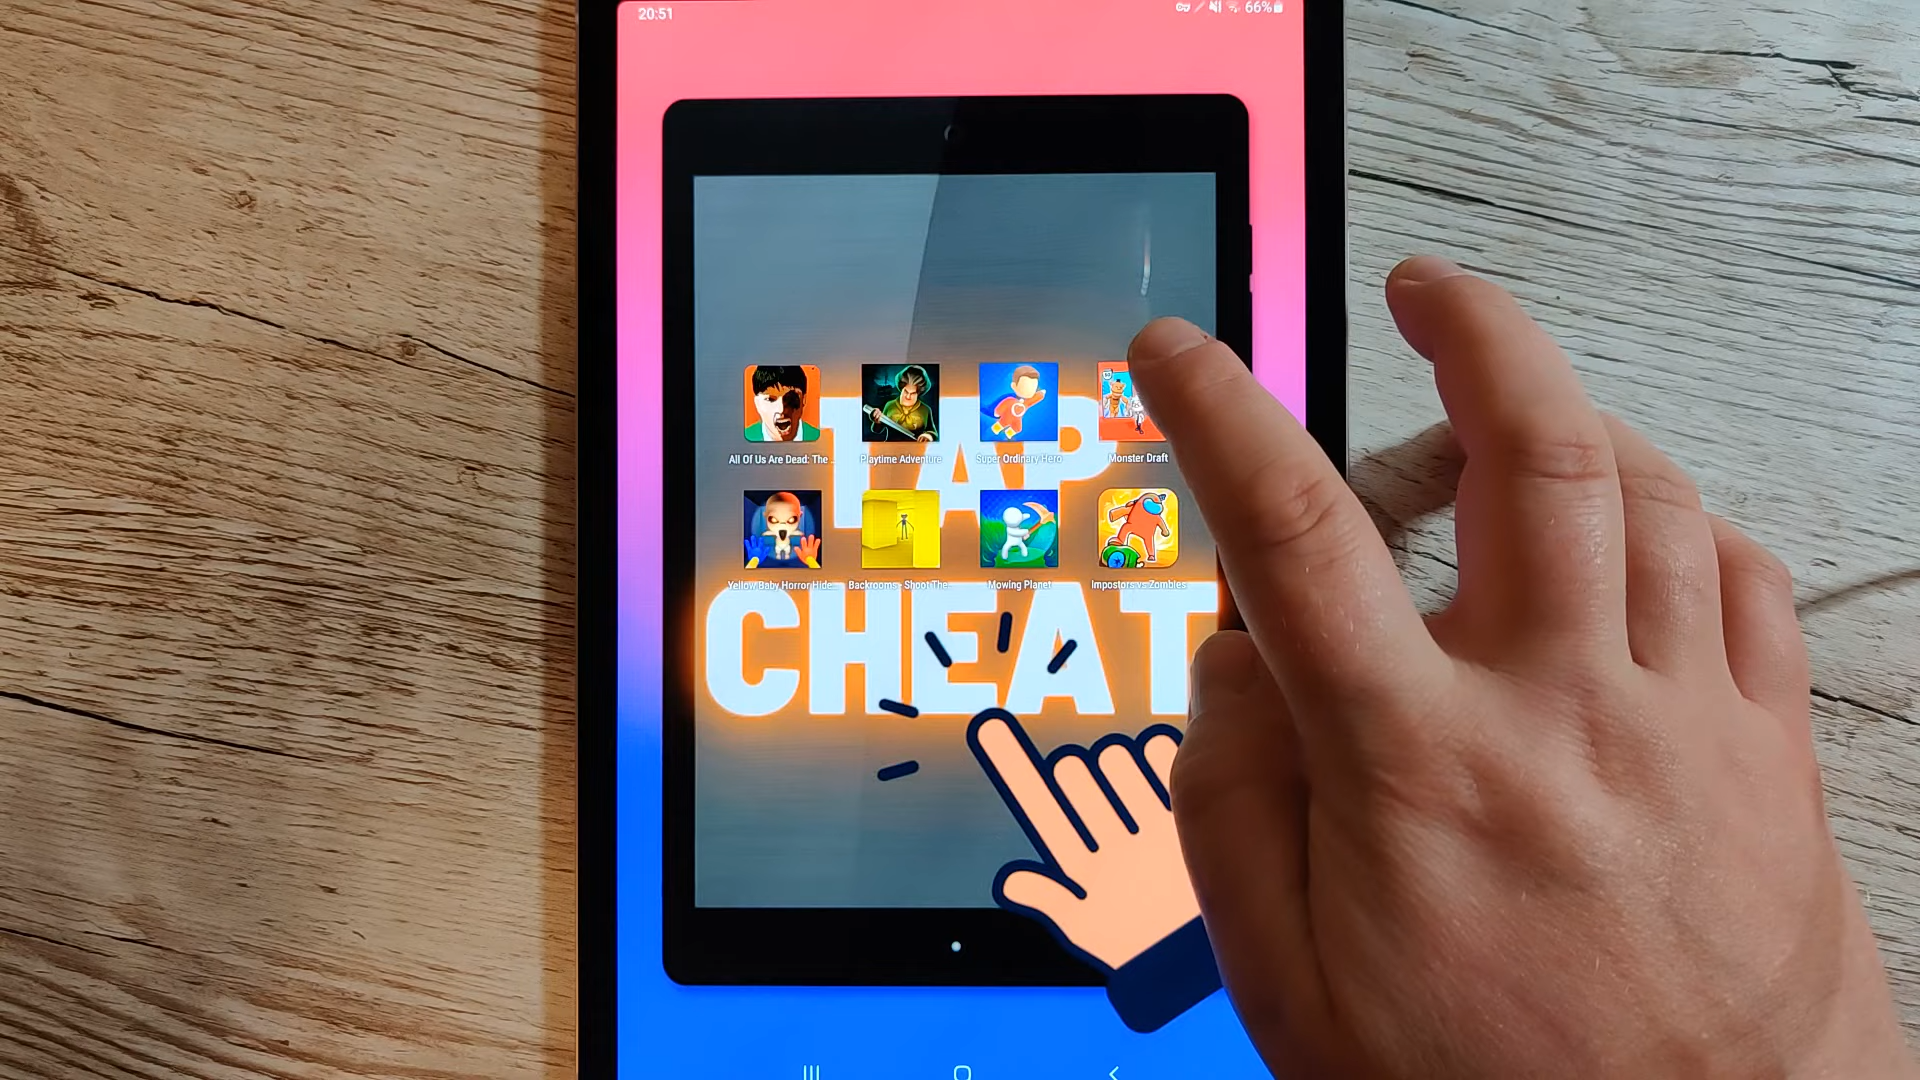 20:51
66%
TAP
All Of Us Are Dead: The ...
Playtime Adventure
Super Ordinary Hero
Monster Draft
Yellow Baby Horror Hide...
Backrooms - Shoot The...
Mowing Planet
Impostors vs Zombies
CHEAT